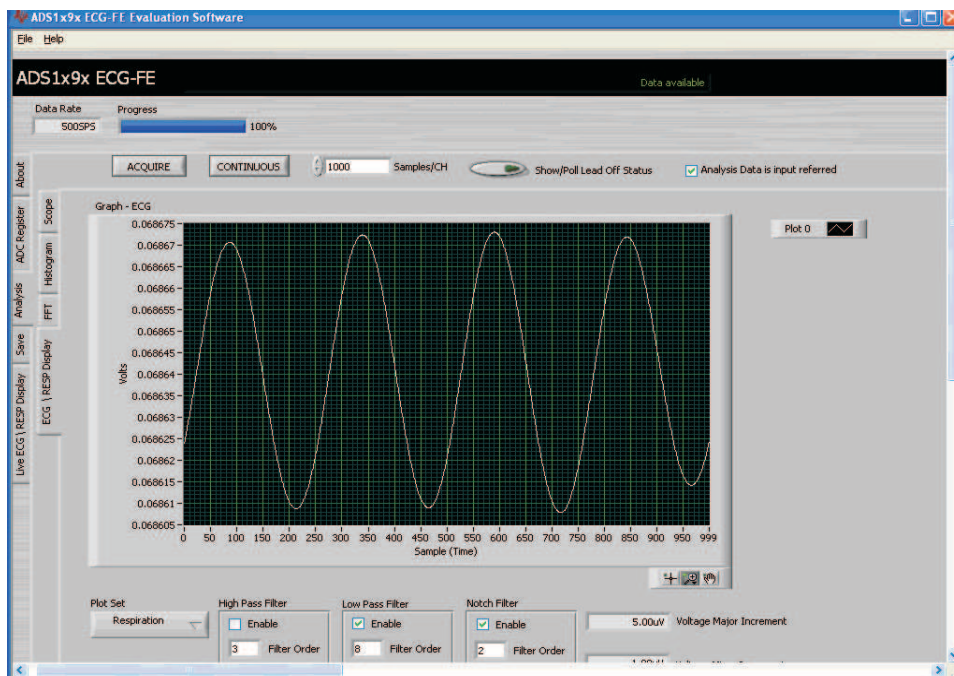 ADS1x9x ECG-FE Evaluation Software
File Help
ADS1x9x ECG-FE
Data available
Data Rate
500SPS
Progress
100%
ACQUIRE
CONTINUOUS
1000
Samples/CH
Show/Poll Lead Off Status
Analysis Data is input referred
About
ADC Register
Analysis
Save
Live ECG \ RESP Display
Scope
Histogram
FFT
ECG \ RESP Display
Graph - ECG
Plot 0
Volts
0.068675
0.06867
0.068665
0.06866
0.068655
0.06865
0.068645
0.06864
0.068635
0.06863
0.068625
0.06862
0.068615
0.06861
0.068605
0 50 100 150 200 250 300 350 400 450 500 550 600 650 700 750 800 850 900 950 999
Sample (Time)
Plot Set
Respiration
High Pass Filter
Enable
3 Filter Order
Low Pass Filter
Enable
8 Filter Order
Notch Filter
Enable
2 Filter Order
5.00uV Voltage Major Increment